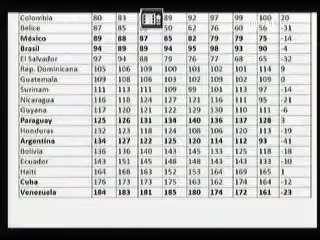 Colombia 80 83 89 92 97 99 100 20
Belice 87 85 50 62 76 60 56 -31
México 89 88 87 85 82 79 79 75 -14
Brasil 94 89 89 94 95 98 93 90 -4
El Salvador 97 94 88 79 76 77 68 65 -32
Rep. Dominicana 105 106 109 100 101 102 101 114 9
Guatemala 109 108 106 103 102 109 102 109 0
Surinam 111 113 111 109 99 101 113 97 -14
Nicaragua 116 118 124 127 121 116 111 95 -21
Guyana 117 120 121 122 129 130 110 111 -6
Paraguay 125 126 131 134 140 136 137 128 3
Honduras 132 123 118 124 108 106 120 113 -19
Argentina 134 127 122 125 120 114 112 93 -41
Bolivia 136 136 140 143 145 133 125 118 -18
Ecuador 143 151 145 148 143 143 133 -10
Haití 164 168 163 152 153 164 169 165 1
Cuba 176 173 173 175 163 162 174 164 -12
Venezuela 184 183 181 185 180 174 172 161 -23